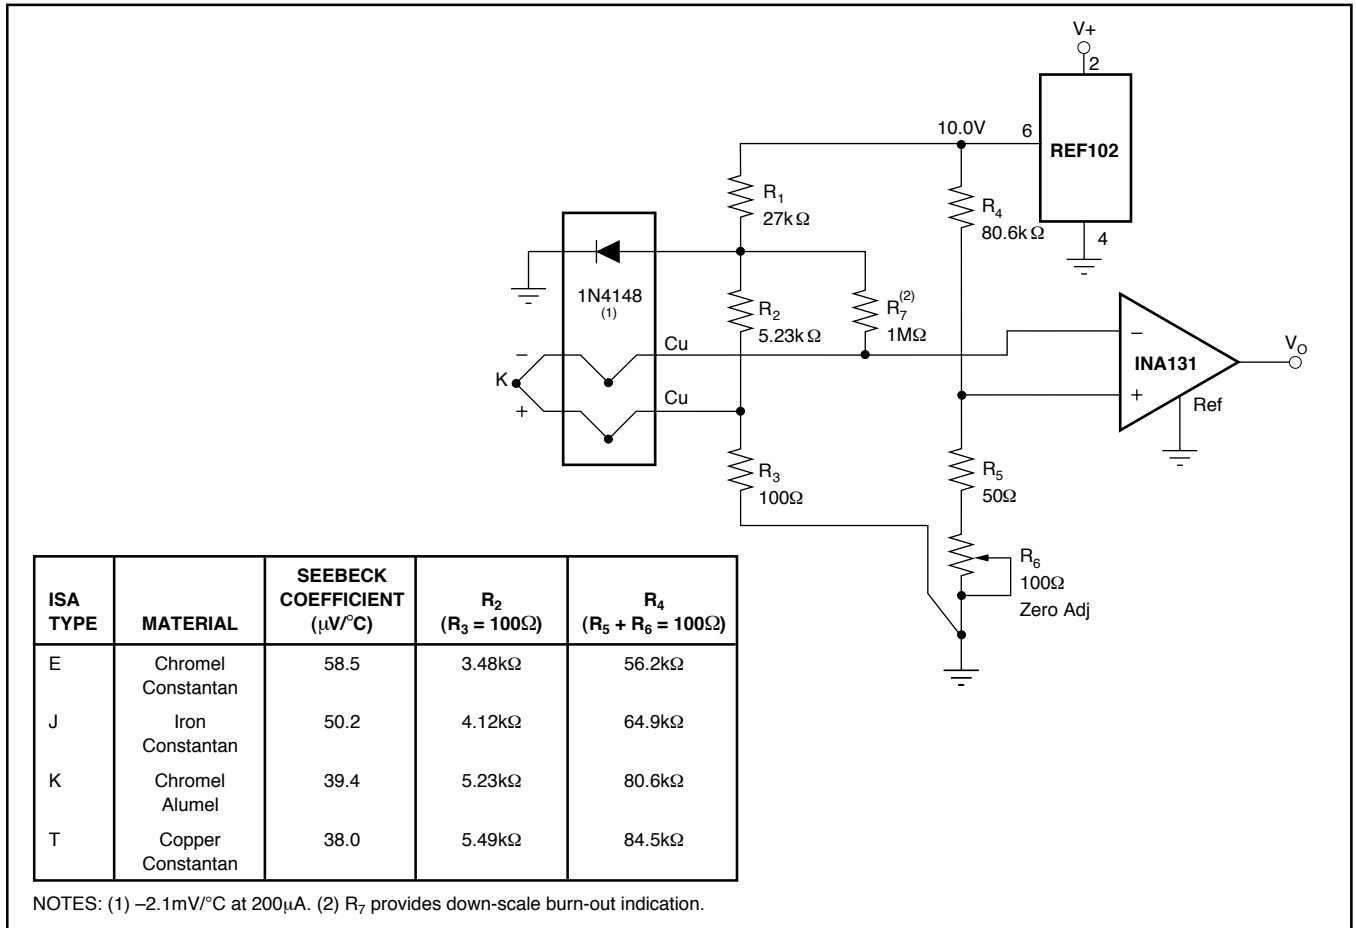 V+
2
10.0V
6
REF102
R1
27kΩ
R4
80.6kΩ
4
1N4148
(1)
R2
5.23kΩ
R7(2)
1MΩ
Cu
–
K
+
Cu
–
INA131
+
VO
Ref
R3
100Ω
R5
50Ω
R6
100Ω
Zero Adj
ISA TYPE
MATERIAL
SEEBECK COEFFICIENT (µV/°C)
R2 (R3 = 100Ω)
R4 (R5 + R6 = 100Ω)
E
Chromel Constantan
58.5
3.48kΩ
56.2kΩ
J
Iron Constantan
50.2
4.12kΩ
64.9kΩ
K
Chromel Alumel
39.4
5.23kΩ
80.6kΩ
T
Copper Constantan
38.0
5.49kΩ
84.5kΩ
NOTES: (1) –2.1mV/°C at 200µA. (2) R7 provides down-scale burn-out indication.